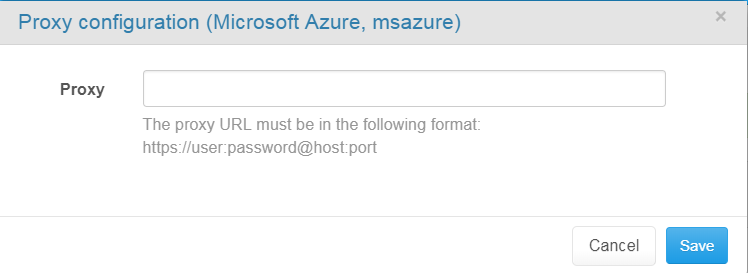 Proxy configuration (Microsoft Azure, msazure)
×
Proxy
The proxy URL must be in the following format:
https://user:password@host:port
Cancel
Save